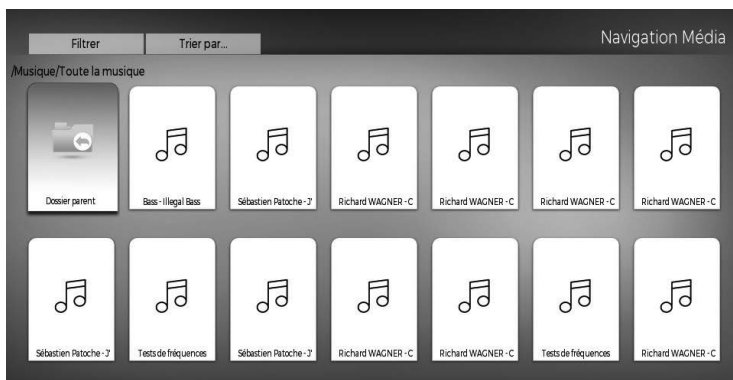 Filtrer
Trier par...
Navigation Média
/Musique/Toute la musique
Dossier parent
Bass - Illegal Bass
Sébastien Patoche - J'
Richard WAGNER - C
Richard WAGNER - C
Richard WAGNER - C
Richard WAGNER - C
Sébastien Patoche - J'
Tests de fréquences
Sébastien Patoche - J'
Richard WAGNER - C
Richard WAGNER - C
Tests de fréquences
Richard WAGNER - C